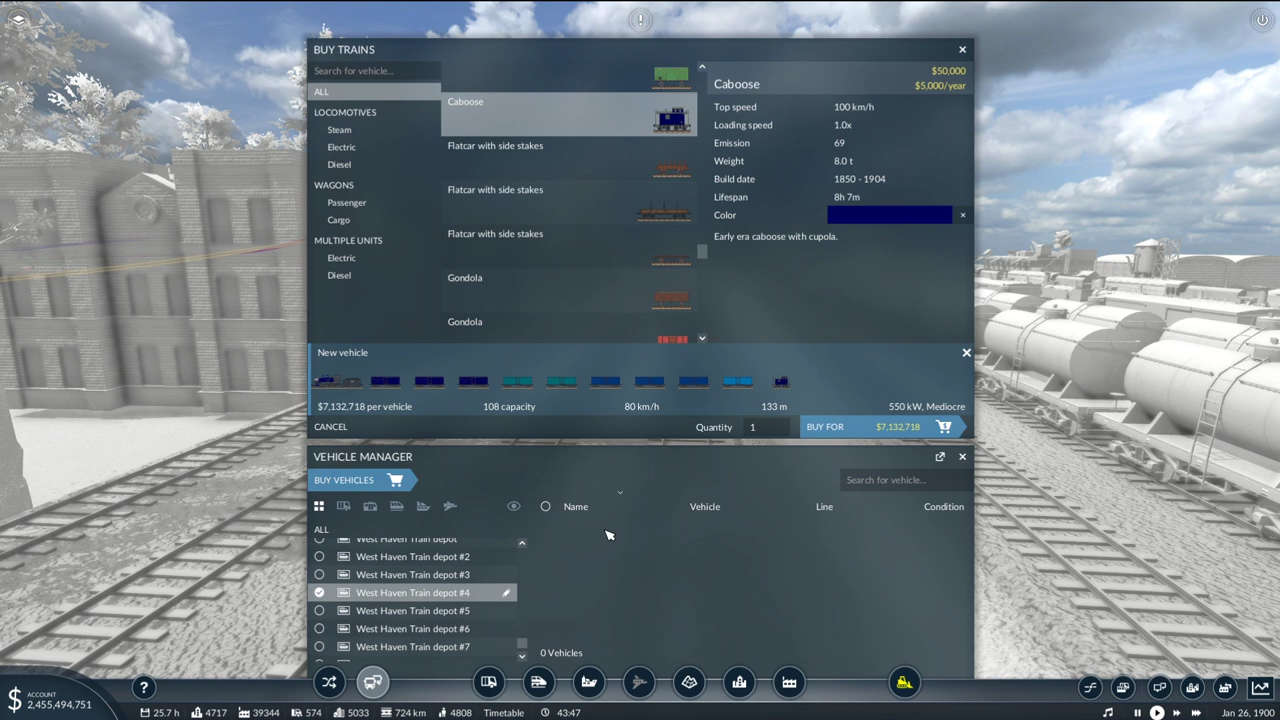 BUY TRAINS
Search for vehicle...
ALL
LOCOMOTIVES
Steam
Electric
Diesel
WAGONS
Passenger
Cargo
MULTIPLE UNITS
Electric
Diesel
Caboose
Flatcar with side stakes
Flatcar with side stakes
Flatcar with side stakes
Gondola
Gondola
Caboose
$50,000
$5,000/year
Top speed 100 km/h
Loading speed 1.0x
Emission 69
Weight 8.0 t
Build date 1850 - 1904
Lifespan 8h 7m
Color
Early era caboose with cupola.
New vehicle
$7,132,718 per vehicle 108 capacity 80 km/h 133 m 550 kW, Mediocre
CANCEL Quantity 1 BUY FOR $7,132,718
VEHICLE MANAGER
BUY VEHICLES
Search for vehicle...
Name Vehicle Line Condition
ALL
West Haven Train depot
West Haven Train depot #2
West Haven Train depot #3
West Haven Train depot #4
West Haven Train depot #5
West Haven Train depot #6
West Haven Train depot #7
0 Vehicles
$ ACCOUNT
2,455,494,751
?
25.7 h 4717 39344 574 5033 724 km 4808 Timetable 43:47 Jan 26, 1900